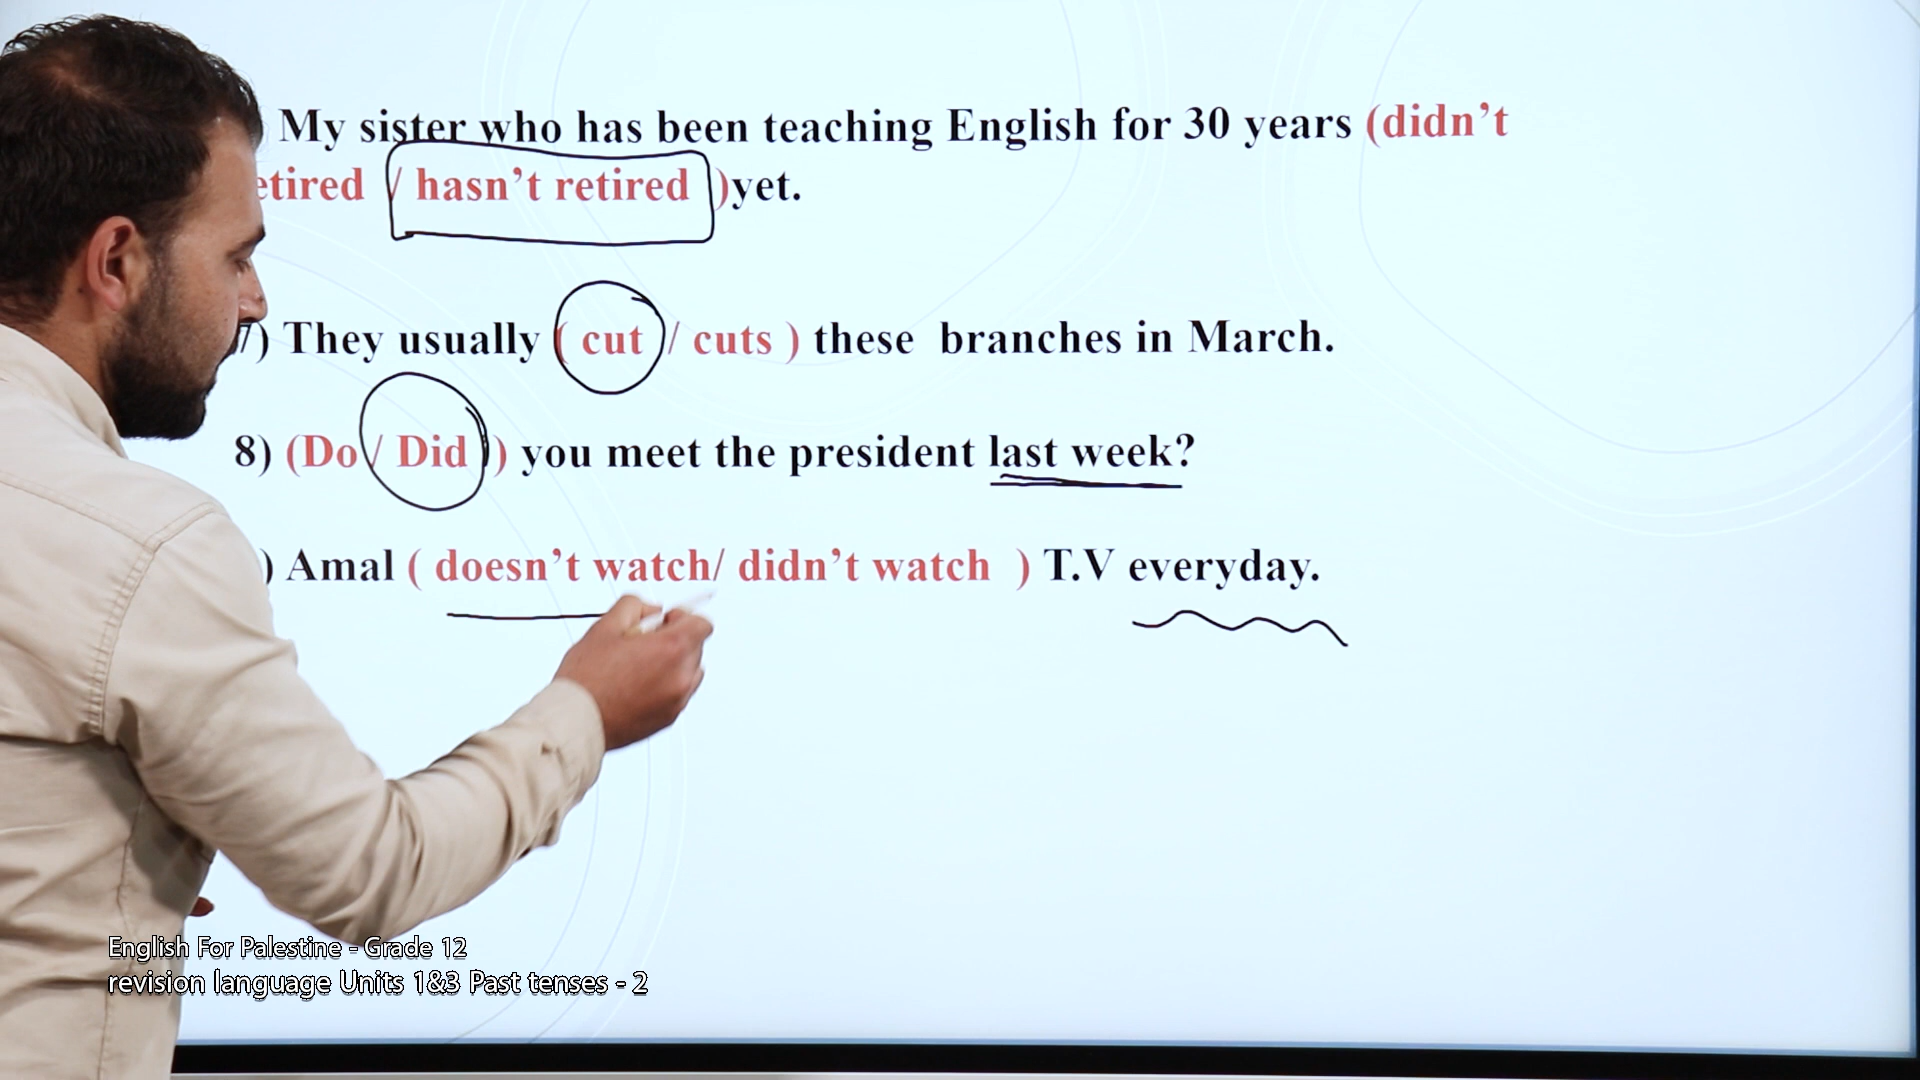 My sister who has been teaching English for 30 years (didn't
etired / hasn't retired )yet.
7) They usually ( cut / cuts ) these branches in March.
8) (Do / Did ) you meet the president last week?
) Amal ( doesn't watch/ didn't watch ) T.V everyday.
English For Palestine - Grade 12
revision language Units 1&3 Past tenses - 2